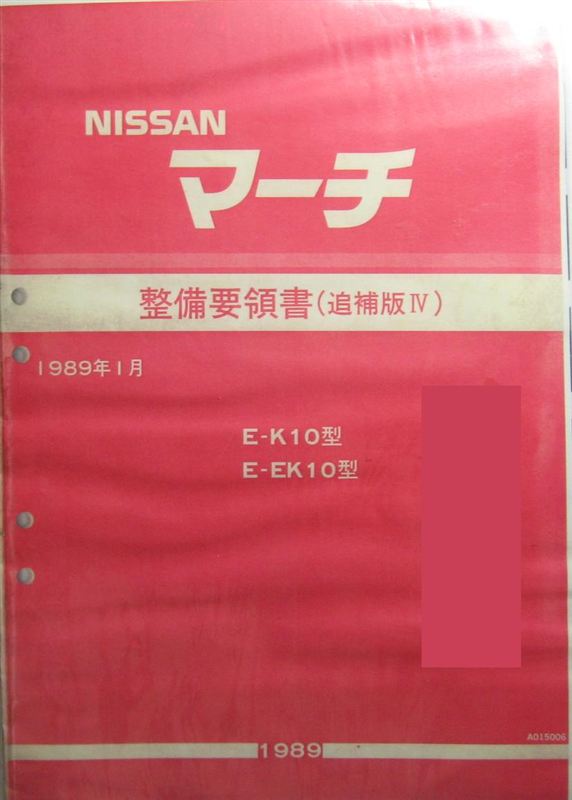 NISSAN
マーチ
整備要領書(追補版Ⅳ)
1989年1月
E-K10型
E-EK10型
A015006
1989